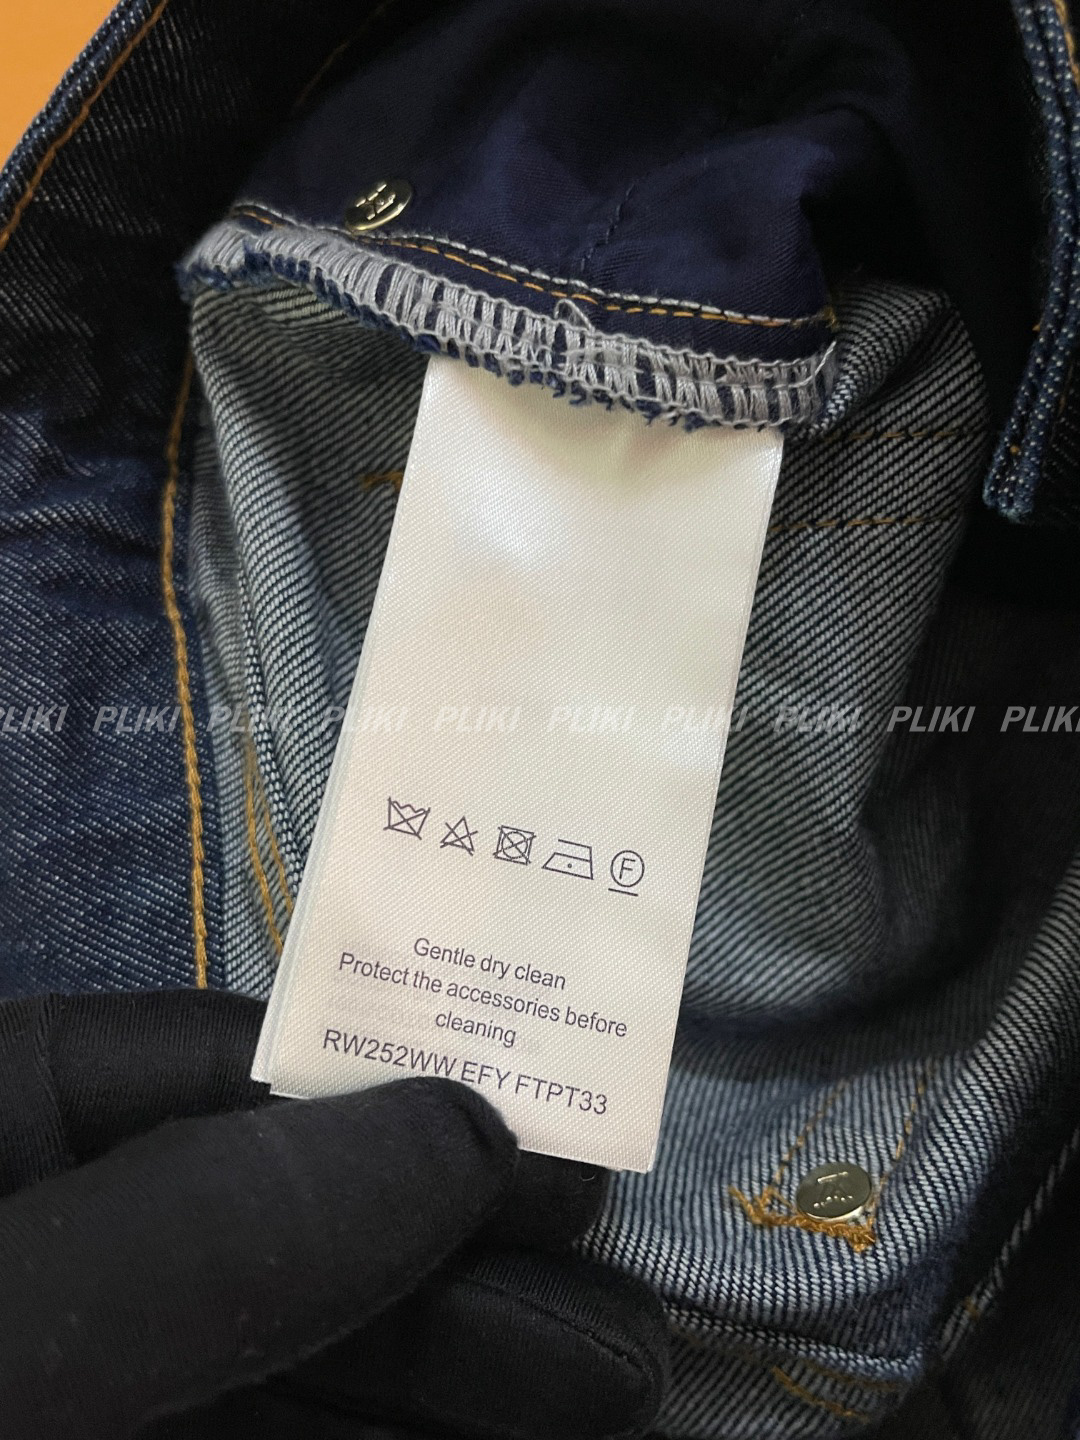 PLIKI PLIKI PLIKI PLIKI PLIKI PLIKI PLIKI PLIKI PLIKI PLIKI
F
Gentle dry clean
Protect the accessories before
cleaning
RW252WW EFY FTPT33